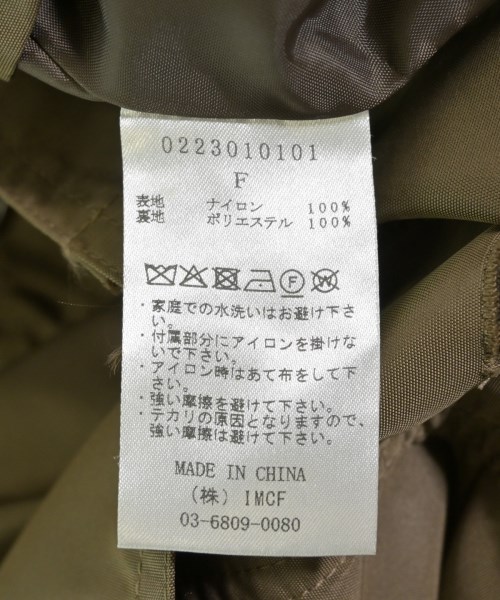 0223010101
F
表地 ナイロン 100%
裏地 ポリエステル 100%
F W
・家庭での水洗いはお避け下さ
い。
・付属部分にアイロンを掛けな
いで下さい。
・アイロン時はあて布をして下
さい。
・強い摩擦を避けて下さい。
・テカリの原因となりますので、
強い摩擦は避けて下さい。
MADE IN CHINA
(株) IMCF
03-6809-0080